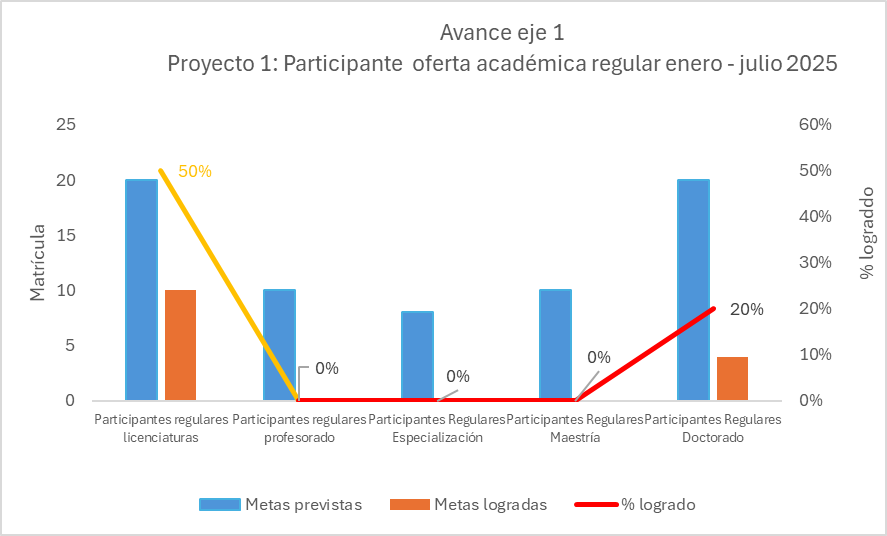 Avance eje 1
Proyecto 1: Participante  oferta académica regular enero - julio 2025
Matrícula
25
20
15
10
5
0
60%
50%
40%
30%
20%
10%
0%
% lograddo
50%
0%
0%
0%
20%
Participantes regulares
licenciaturas
Participantes regulares
profesorado
Participantes Regulares
Especialización
Participantes Regulares
Maestría
Participantes Regulares
Doctorado
Metas previstas
Metas logradas
% logrado